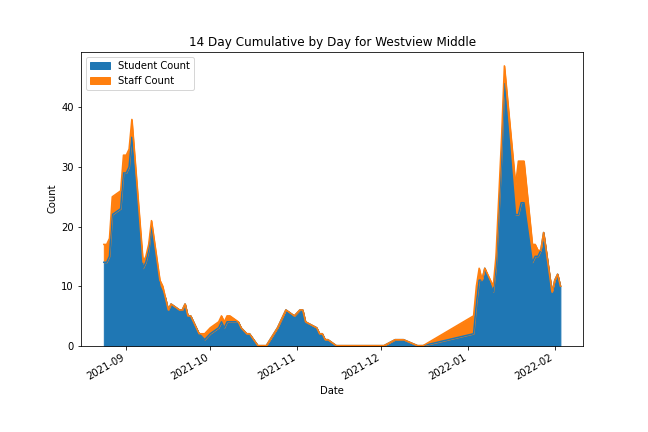 14 Day Cumulative by Day for Westview Middle
Student Count
Staff Count
Count
40
30
20
10
0
2021-09
2021-10
2021-11
2021-12
2022-01
2022-02
Date